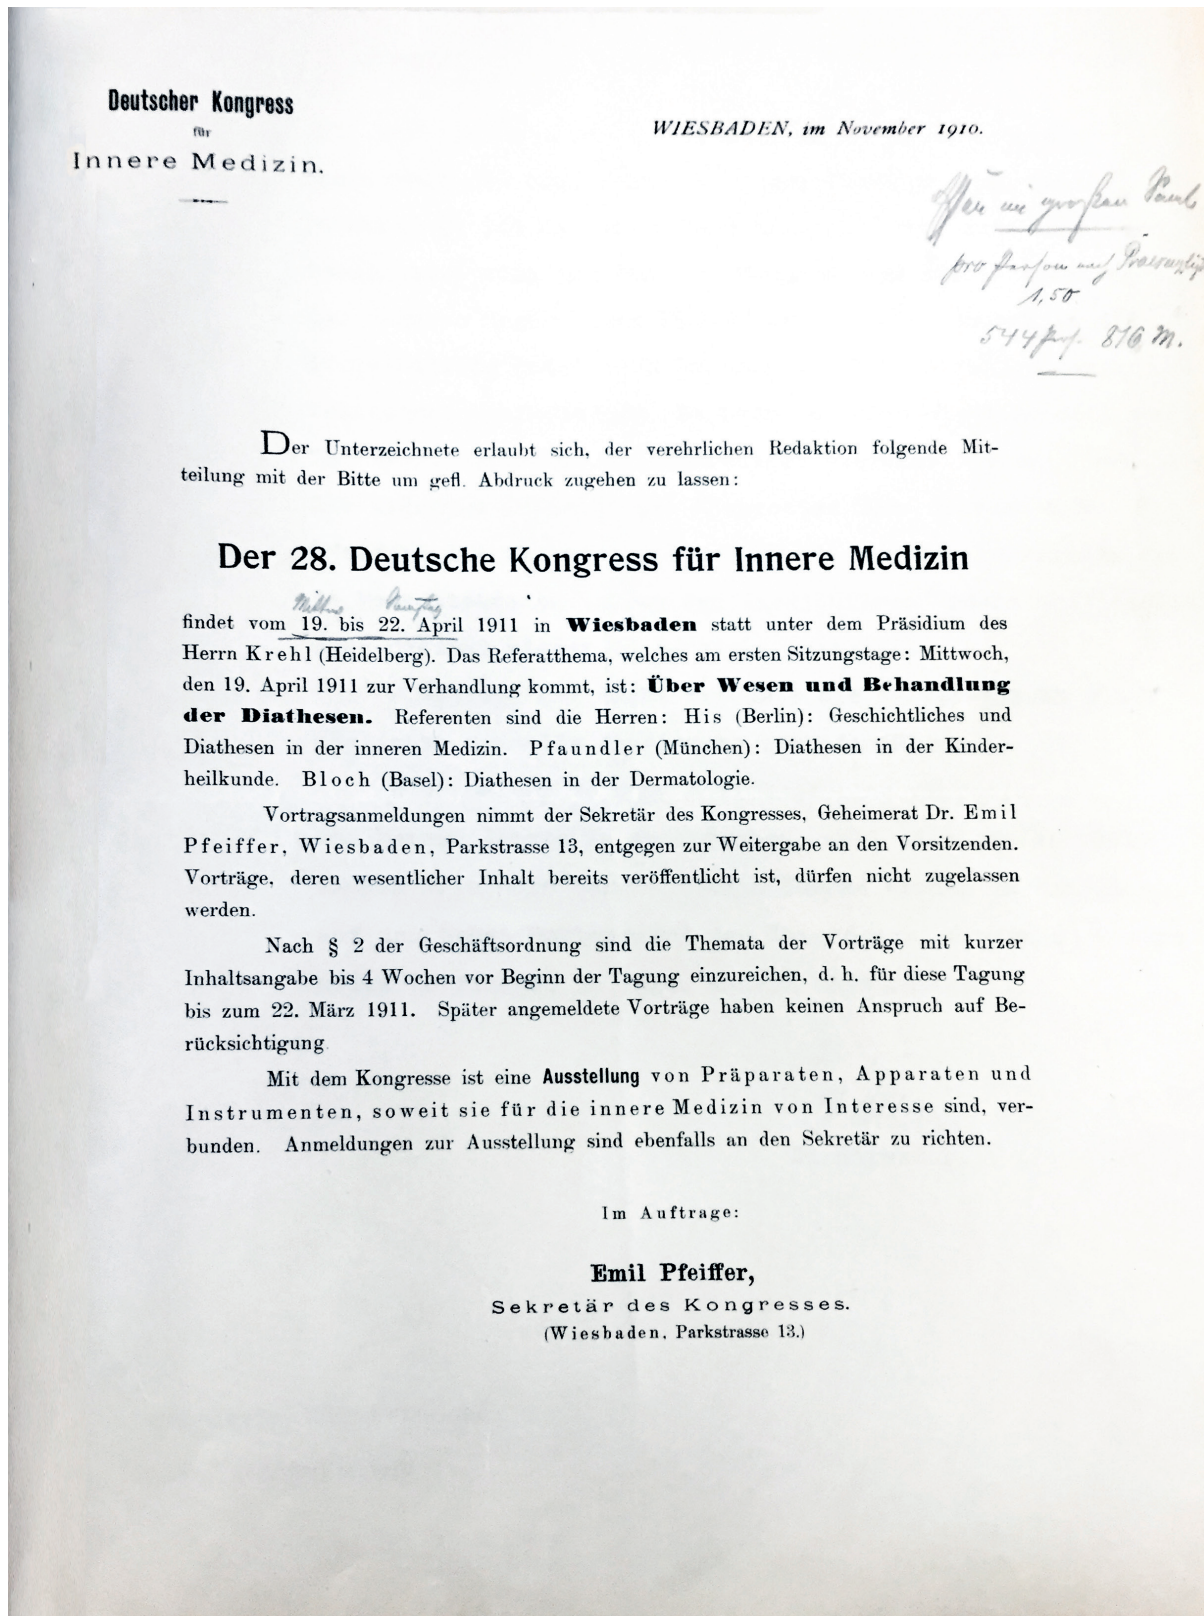 Deutscher Kongress
für
Innere Medizin.
WIESBADEN, im November 1910.
im großen Saale
pro Person nach
1,50
544 Pers. 816 M.
Der Unterzeichnete erlaubt sich, der verehrlichen Redaktion folgende Mit-
teilung mit der Bitte um gefl. Abdruck zugehen zu lassen:
Der 28. Deutsche Kongress für Innere Medizin
Samstag
findet vom 19. bis 22. April 1911 in Wiesbaden statt unter dem Präsidium des
Herrn Krehl (Heidelberg). Das Referatthema, welches am ersten Sitzungstage: Mittwoch,
den 19. April 1911 zur Verhandlung kommt, ist: Über Wesen und Behandlung
der Diathesen. Referenten sind die Herren: His (Berlin): Geschichtliches und
Diathesen in der inneren Medizin. Pfaundler (München): Diathesen in der Kinder-
heilkunde. Bloch (Basel): Diathesen in der Dermatologie.
Vortragsanmeldungen nimmt der Sekretär des Kongresses, Geheimerat Dr. Emil
Pfeiffer, Wiesbaden, Parkstrasse 13, entgegen zur Weitergabe an den Vorsitzenden.
Vorträge, deren wesentlicher Inhalt bereits veröffentlicht ist, dürfen nicht zugelassen
werden.
Nach § 2 der Geschäftsordnung sind die Themata der Vorträge mit kurzer
Inhaltsangabe bis 4 Wochen vor Beginn der Tagung einzureichen, d. h. für diese Tagung
bis zum 22. März 1911. Später angemeldete Vorträge haben keinen Anspruch auf Be-
rücksichtigung
Mit dem Kongresse ist eine Ausstellung von Präparaten, Apparaten und
Instrumenten, soweit sie für die innere Medizin von Interesse sind, ver-
bunden. Anmeldungen zur Ausstellung sind ebenfalls an den Sekretär zu richten.
Im Auftrage:
Emil Pfeiffer,
Sekretär des Kongresses.
(Wiesbaden, Parkstrasse 13.)